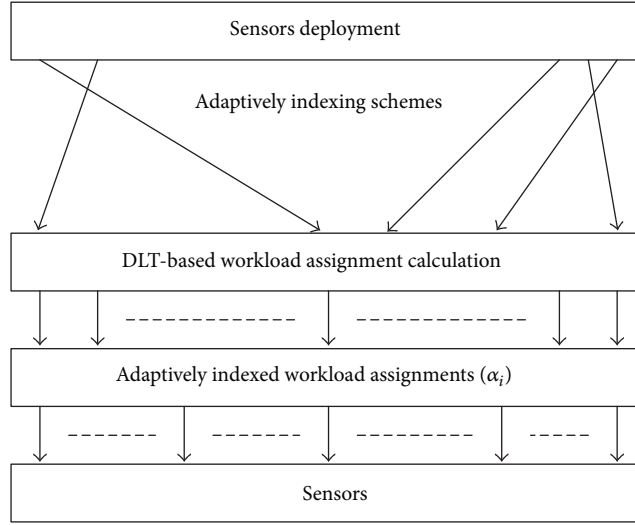 Sensors deployment
Adaptively indexing schemes
DLT-based workload assignment calculation
Adaptively indexed workload assignments (αᵢ)
Sensors